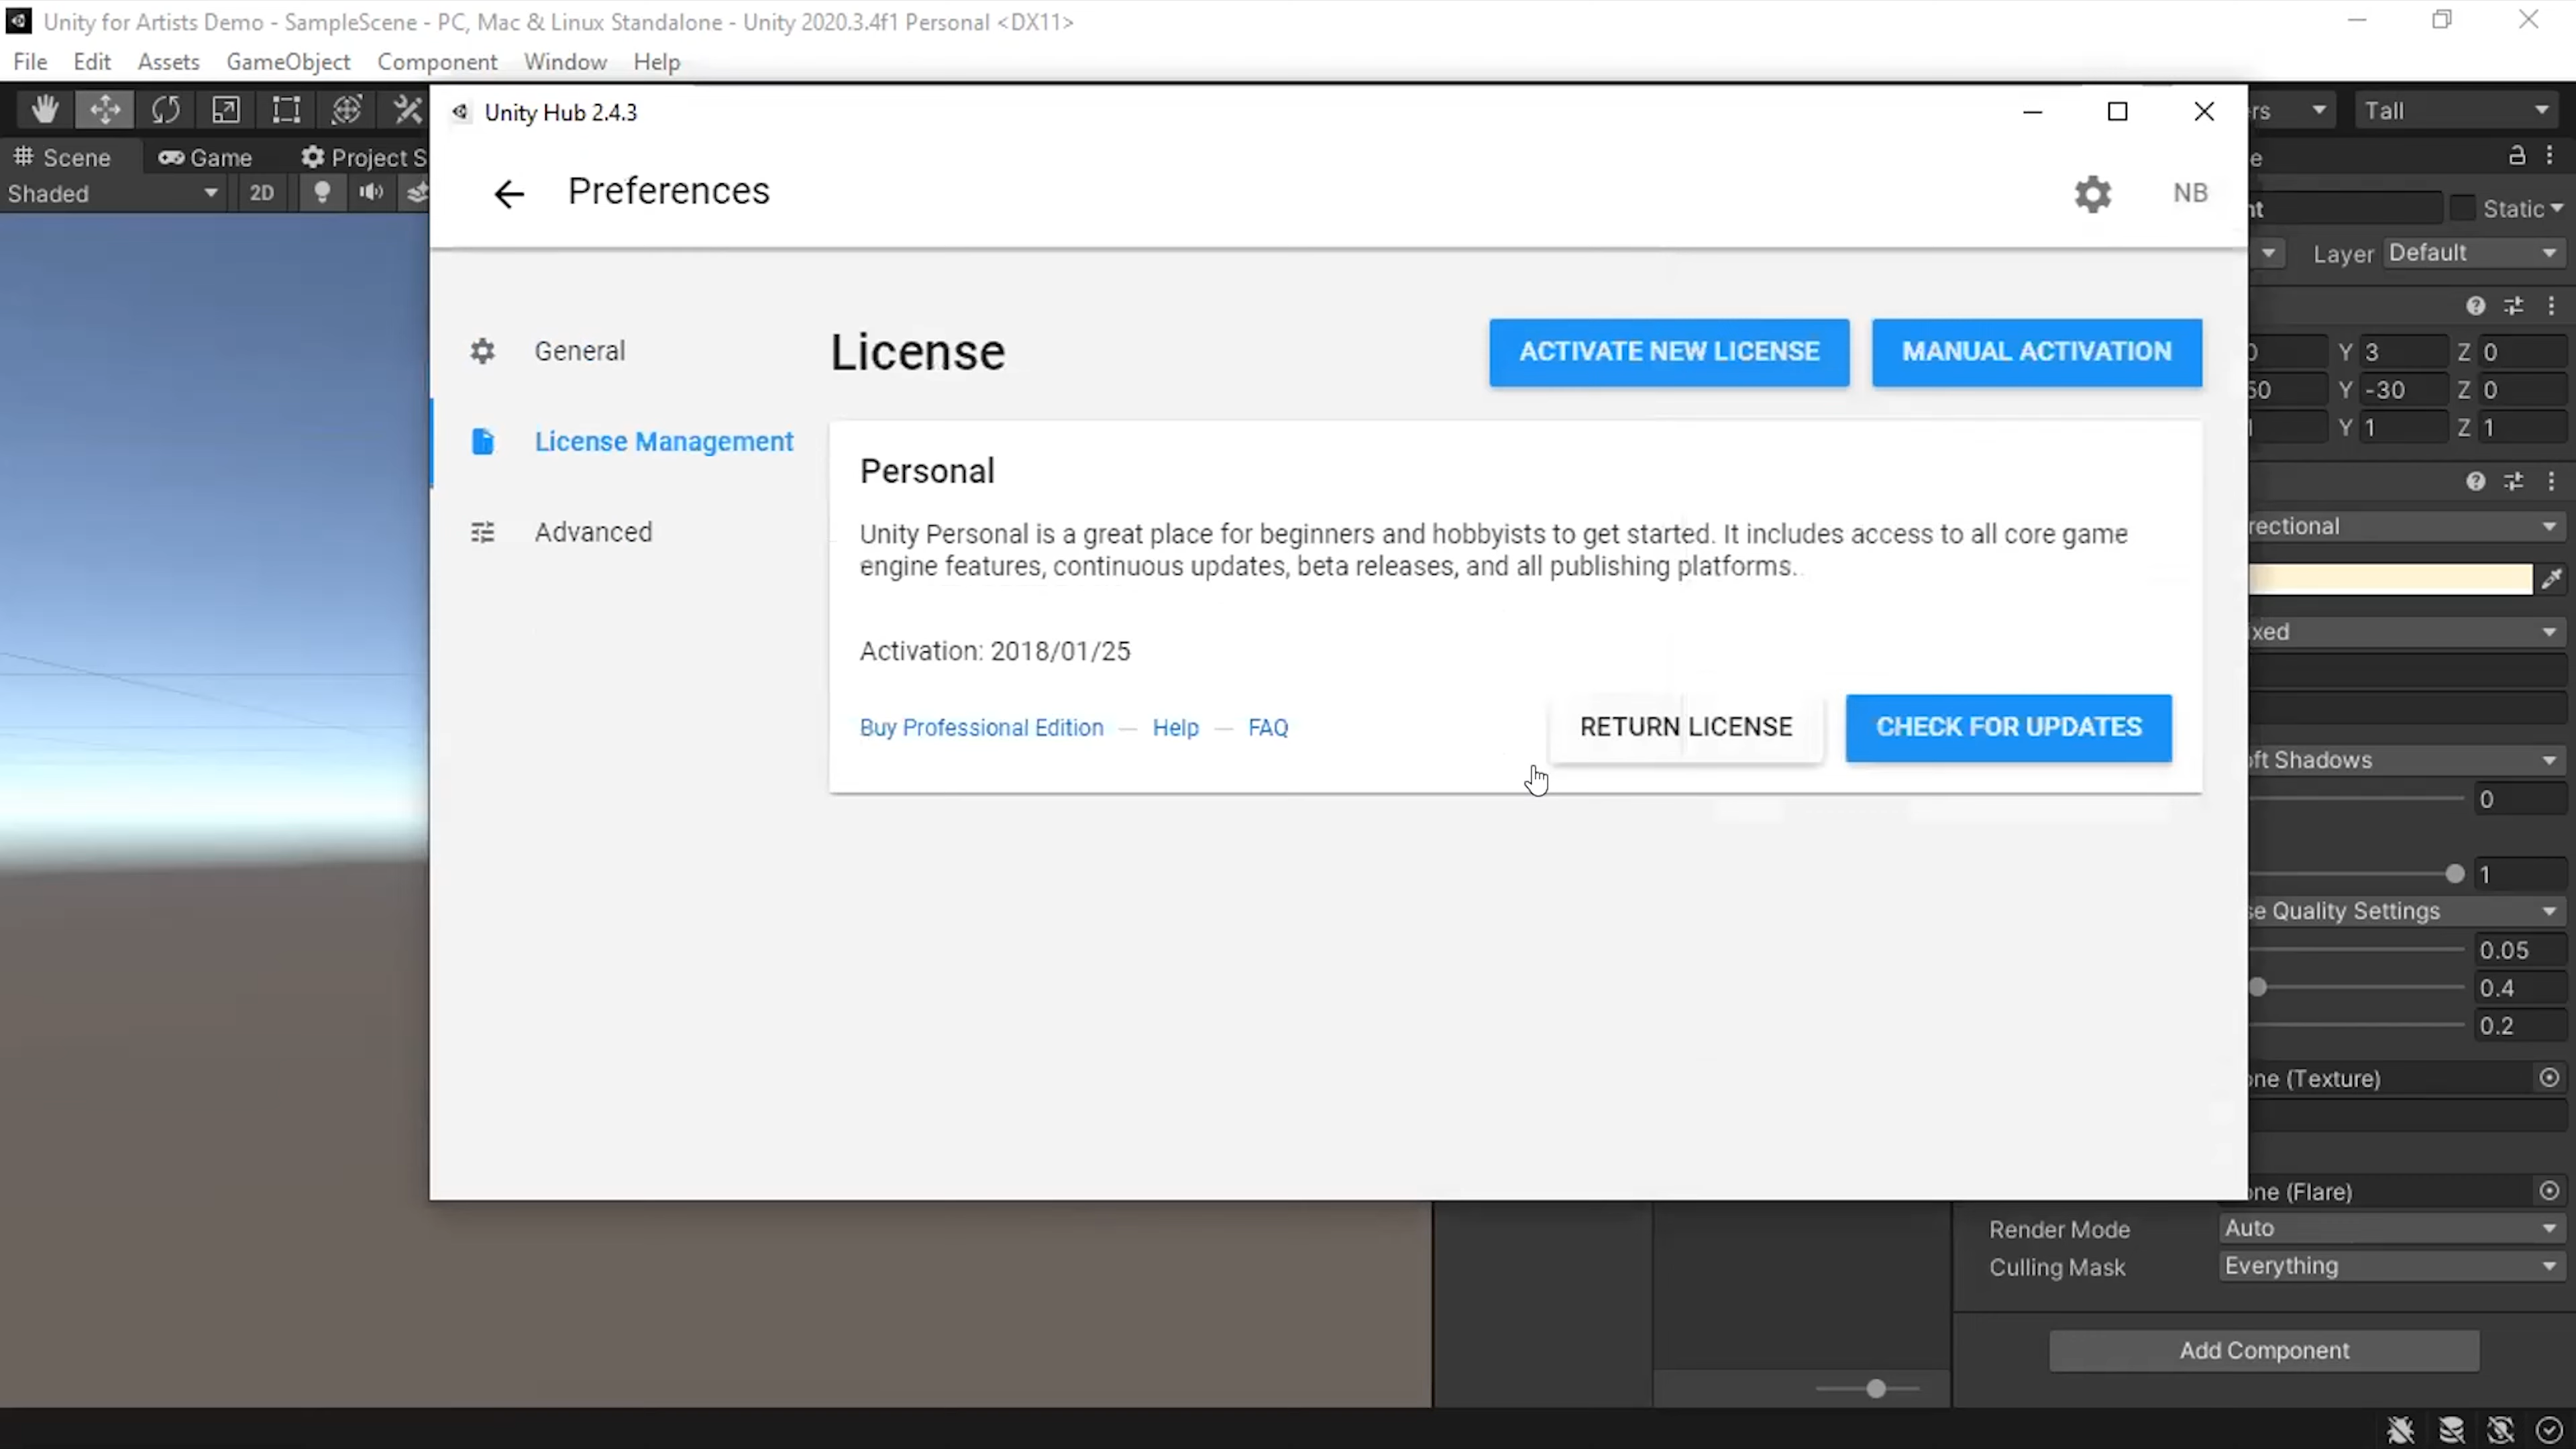 Unity for Artists Demo - SampleScene - PC, Mac & Linux Standalone - Unity 2020.3.4f1 Personal <DX11>
File Edit Assets GameObject Component Window Help
Unity Hub 2.4.3
Tall
Scene Game Project S
Shaded 2D
Preferences
NB
Static
Layer Default
General
License Management
Advanced
License
ACTIVATE NEW LICENSE
MANUAL ACTIVATION
Personal
Unity Personal is a great place for beginners and hobbyists to get started. It includes access to all core game
engine features, continuous updates, beta releases, and all publishing platforms.
Activation: 2018/01/25
Buy Professional Edition — Help — FAQ
RETURN LICENSE
CHECK FOR UPDATES
Y 3 Z 0
Y -30 Z 0
Y 1 Z 1
Shadows
0
1
Quality Settings
0.05
0.4
0.2
(Texture)
(Flare)
Render Mode Auto
Culling Mask Everything
Add Component